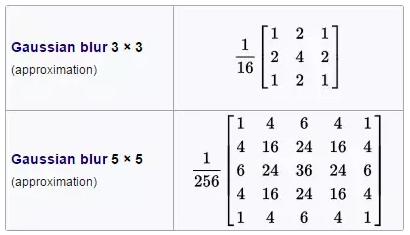 Gaussian blur 3 × 3
(approximation)
1
16
1 2 1
2 4 2
1 2 1
Gaussian blur 5 × 5
(approximation)
1
256
1 4 6 4 1
4 16 24 16 4
6 24 36 24 6
4 16 24 16 4
1 4 6 4 1